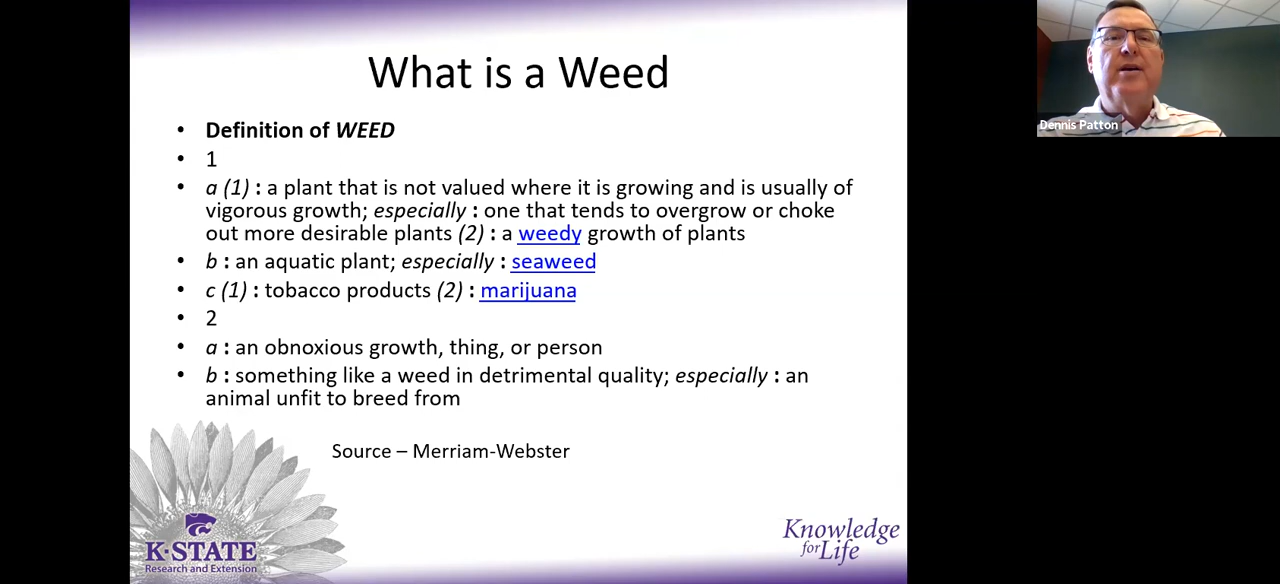 What is a Weed
• Definition of WEED
• 1
• a (1) : a plant that is not valued where it is growing and is usually of
vigorous growth; especially : one that tends to overgrow or choke
out more desirable plants (2) : a weedy growth of plants
• b : an aquatic plant; especially : seaweed
• c (1) : tobacco products (2) : marijuana
• 2
• a : an obnoxious growth, thing, or person
• b : something like a weed in detrimental quality; especially : an
animal unfit to breed from
Source – Merriam-Webster
K-STATE
Research and Extension
Knowledge
for Life
Dennis Patton